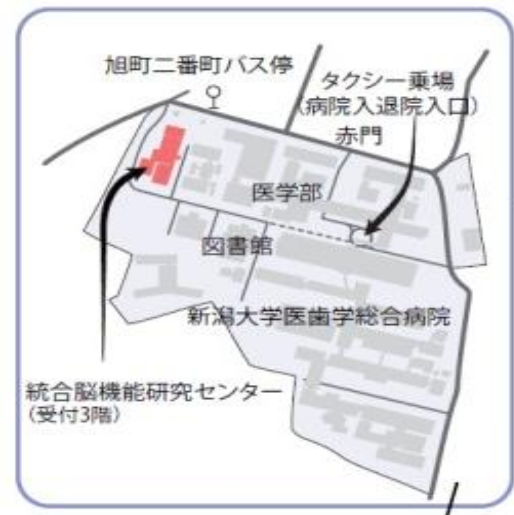 旭町二番町バス停
タクシー乗場
(病院入退院入口)
赤門
医学部
図書館
新潟大学医歯学総合病院
統合脳機能研究センター
(受付3階)